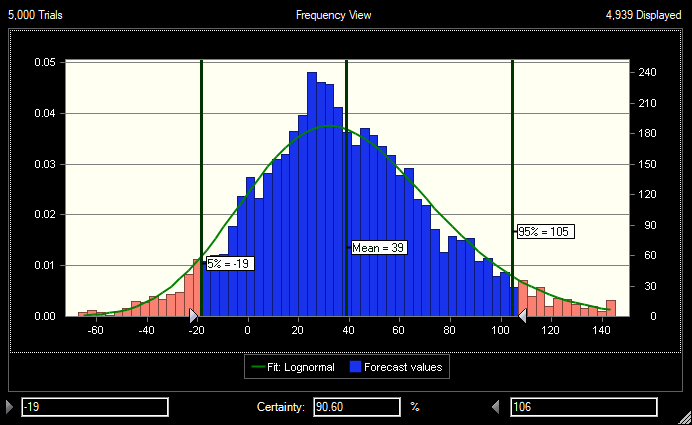 5,000 Trials Frequency View 4,939 Displayed
0.05 240
210
0.04 180
0.03 150
120
0.02 95% = 105
90
Mean = 39
0.01 5% = -19 60
30
0.00 0
-60 -40 -20 0 20 40 60 80 100 120 140
Fit: Lognormal Forecast values
-19 Certainty: 90.60 % 106